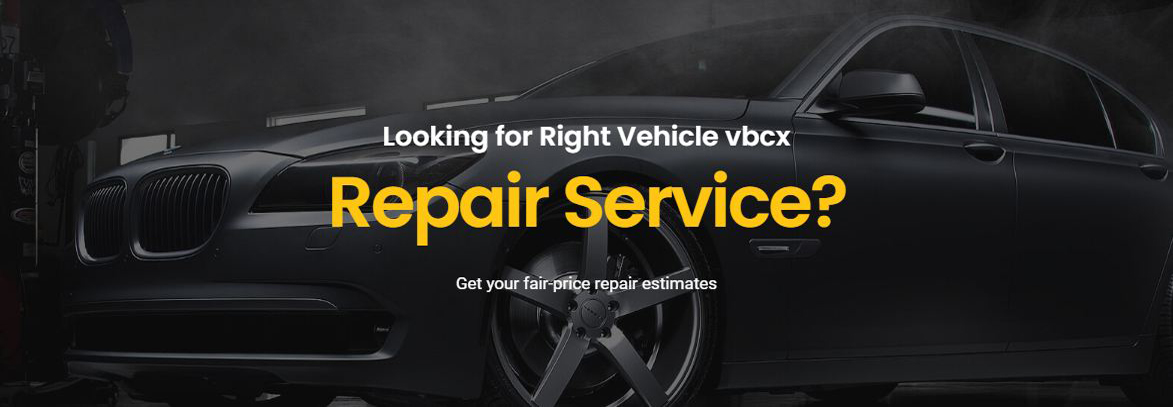 Looking for Right Vehicle vbcx
Repair Service?
Get your fair-price repair estimates